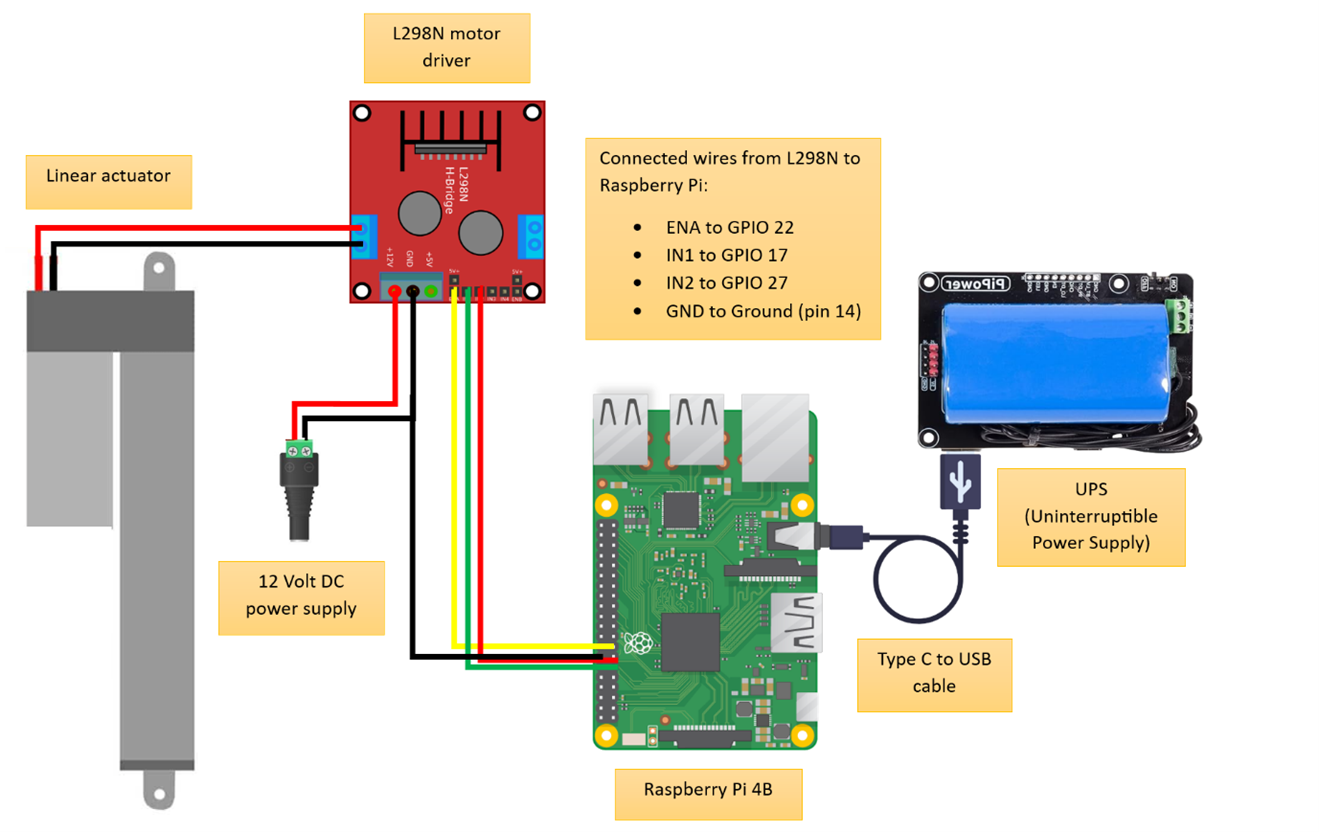 L298N motor
driver
Linear actuator
L298N
H-Bridge
+12V
GND
+5V
Connected wires from L298N to
Raspberry Pi:
• ENA to GPIO 22
• IN1 to GPIO 17
• IN2 to GPIO 27
• GND to Ground (pin 14)
PiPower
UPS
(Uninterruptible
Power Supply)
12 Volt DC
power supply
Type C to USB
cable
Raspberry Pi 4B